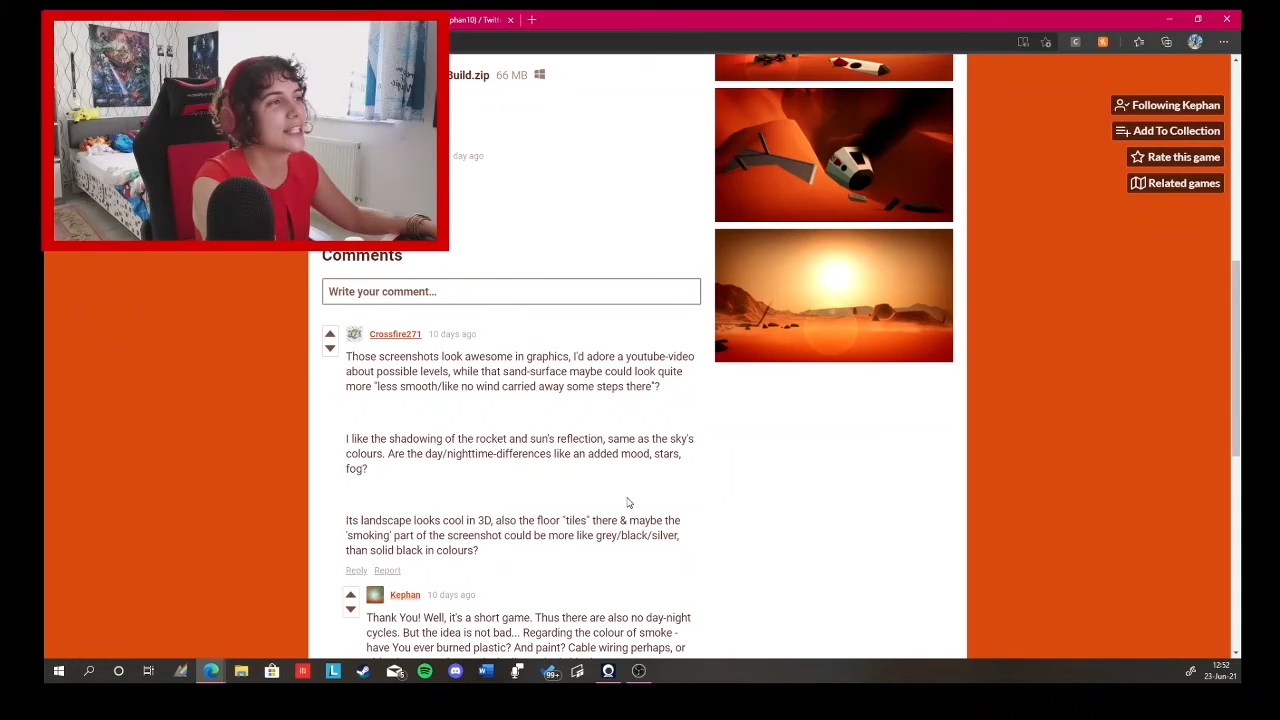 phan10) / Twitt
Build.zip 66 MB
day ago
Following Kephan
Add To Collection
Rate this game
Related games
Comments
Write your comment...
Crossfire271 10 days ago
Those screenshots look awesome in graphics, I'd adore a youtube-video
about possible levels, while that sand-surface maybe could look quite
more "less smooth/like no wind carried away some steps there"?
I like the shadowing of the rocket and sun's reflection, same as the sky's
colours. Are the day/nighttime-differences like an added mood, stars,
fog?
Its landscape looks cool in 3D, also the floor "tiles" there & maybe the
'smoking' part of the screenshot could be more like grey/black/silver,
than solid black in colours?
Reply Report
Kephan 10 days ago
Thank You! Well, it's a short game. Thus there are also no day-night
cycles. But the idea is not bad... Regarding the colour of smoke -
have You ever burned plastic? And paint? Cable wiring perhaps, or
99+
12:52
23-Jun-21